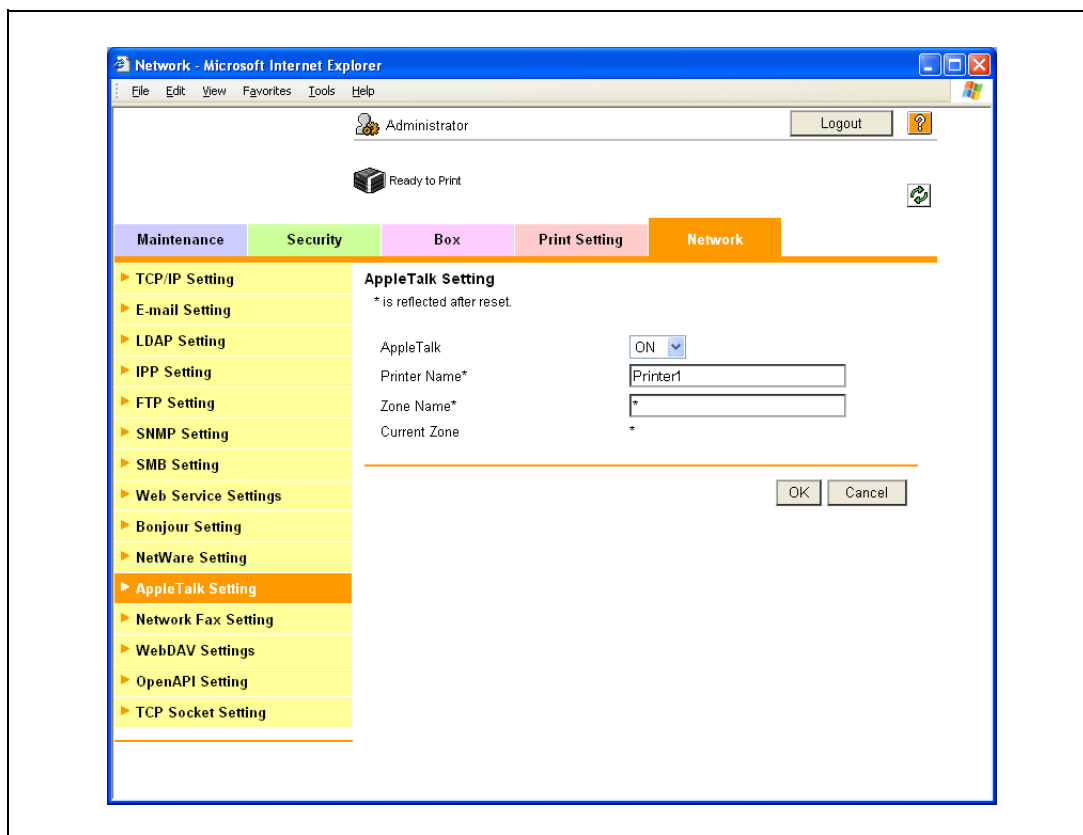 Network - Microsoft Internet Explorer
File Edit View Favorites Tools Help
Administrator
Logout
?
Ready to Print
Maintenance Security Box Print Setting Network
TCP/IP Setting
E-mail Setting
LDAP Setting
IPP Setting
FTP Setting
SNMP Setting
SMB Setting
Web Service Settings
Bonjour Setting
NetWare Setting
AppleTalk Setting
Network Fax Setting
WebDAV Settings
OpenAPI Setting
TCP Socket Setting
AppleTalk Setting
* is reflected after reset.
AppleTalk ON
Printer Name* Printer1
Zone Name* *
Current Zone *
OK Cancel